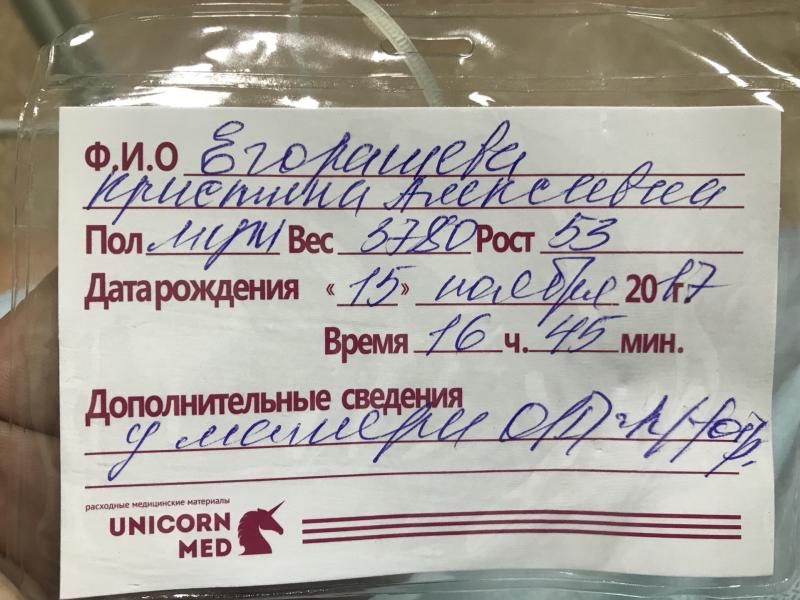 Ф.И.О Егорашева
Кристина Алексеевна
Пол муж Вес 3780 Рост 53
Дата рождения «15» ноября 2017 г.
Время 16 ч. 45 мин.
Дополнительные сведения
у матери
расходные медицинские материалы
UNICORN
MED